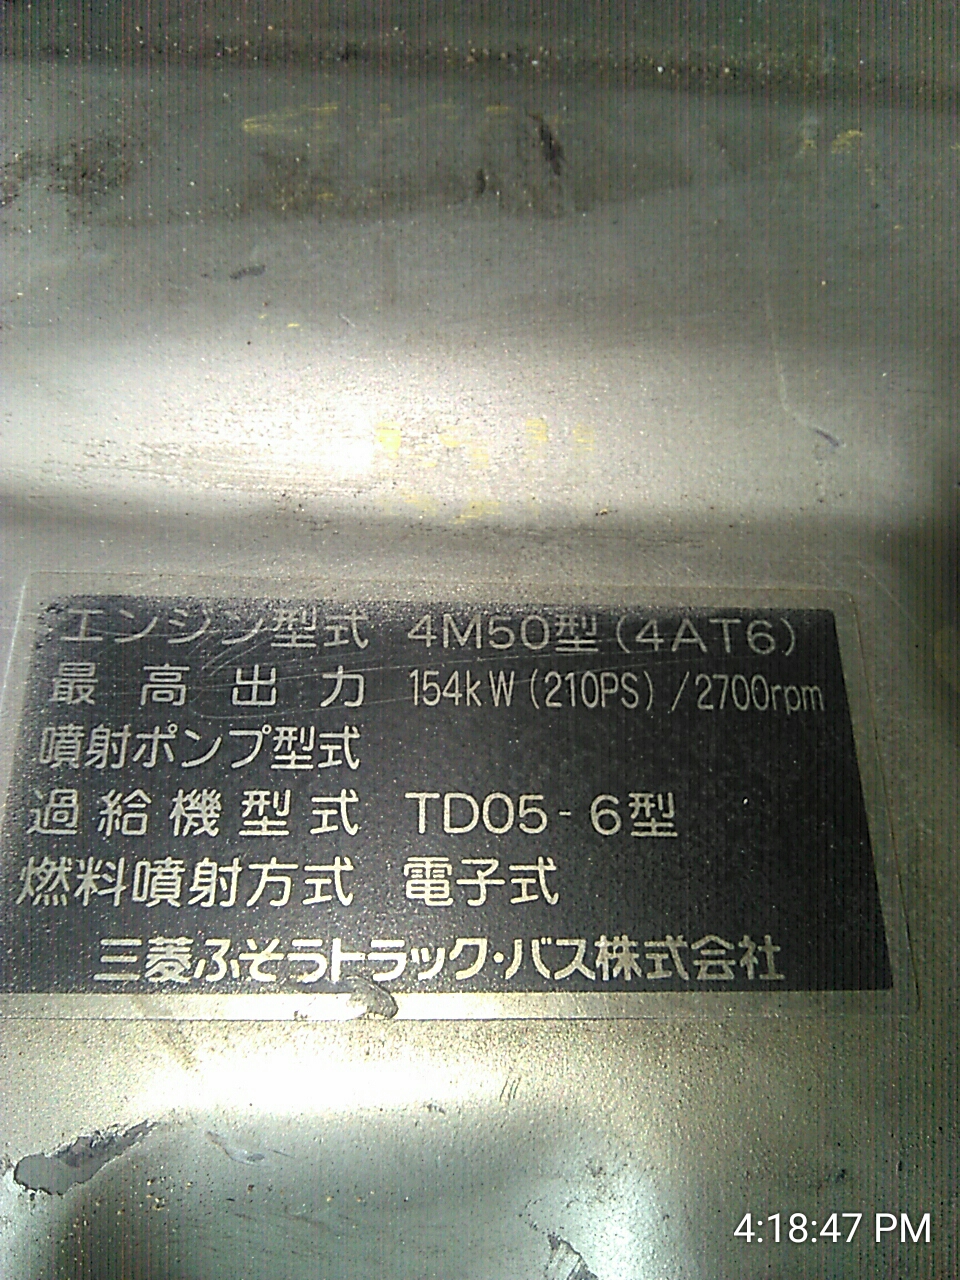 エンジン型式 4M50型(4AT6)
最高出力 154kW(210PS)/2700rpm
噴射ポンプ型式
過給機型式 TD05-6型
燃料噴射方式 電子式
三菱ふそうトラック・バス株式会社
4:18:47 PM